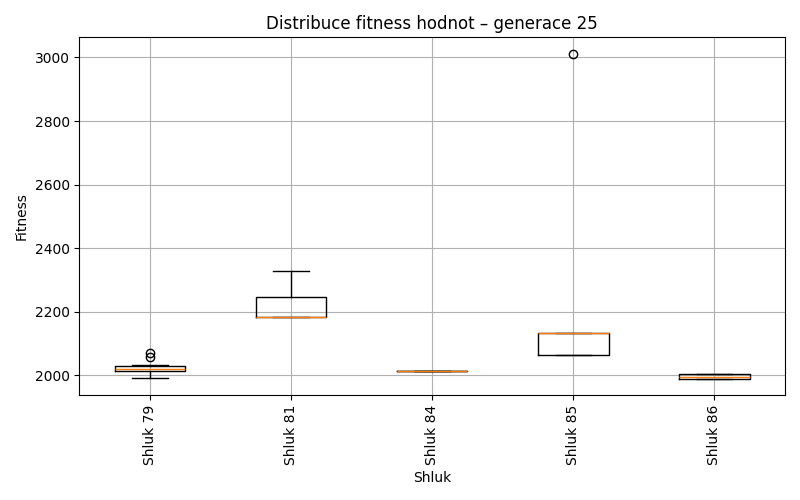 Distribuce fitness hodnot – generace 25
3000
2800
2600
2400
2200
2000
Fitness
Shluk 79
Shluk 81
Shluk 84
Shluk 85
Shluk 86
Shluk